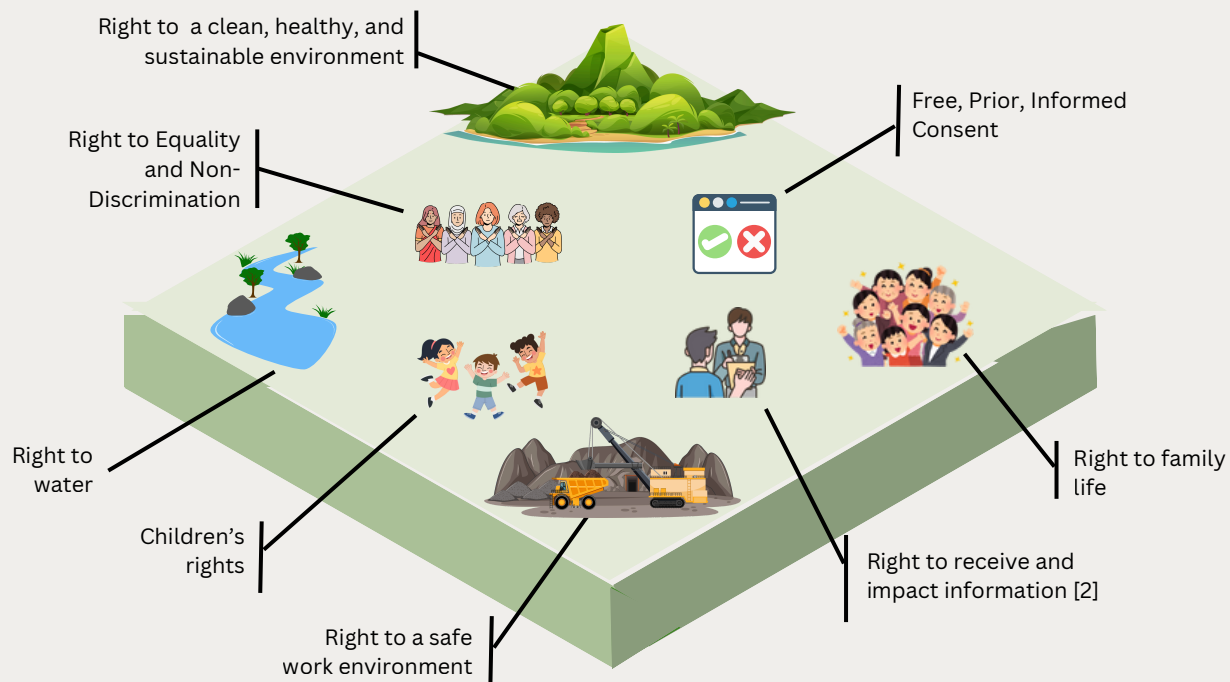 Right to a clean, healthy, and
sustainable environment
Free, Prior, Informed
Consent
Right to Equality
and Non-
Discrimination
Right to
water
Right to family
life
Children's
rights
Right to receive and
impact information [2]
Right to a safe
work environment